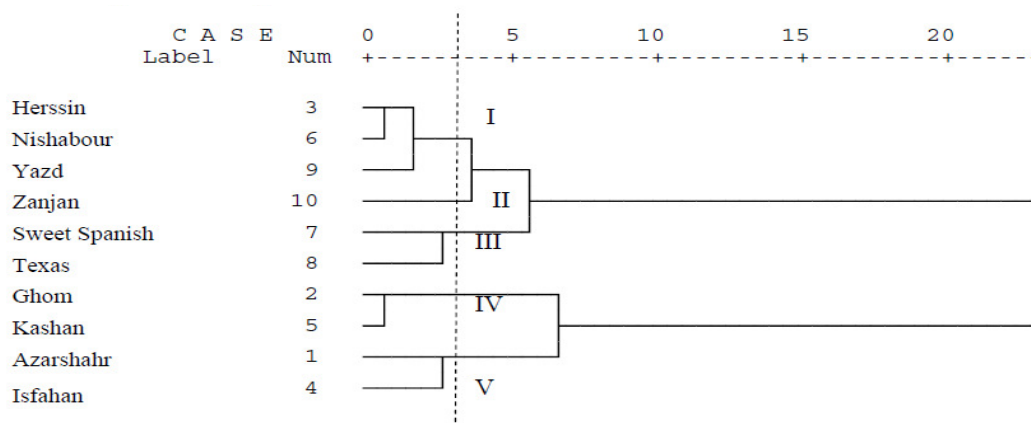 C A S E 0 5 10 15 20
Label Num +---------+---------+---------+---------+------
Herssin 3 I
Nishabour 6
Yazd 9
Zanjan 10 II
Sweet Spanish 7 III
Texas 8
Ghom 2 IV
Kashan 5
Azarshahr 1
Isfahan 4 V